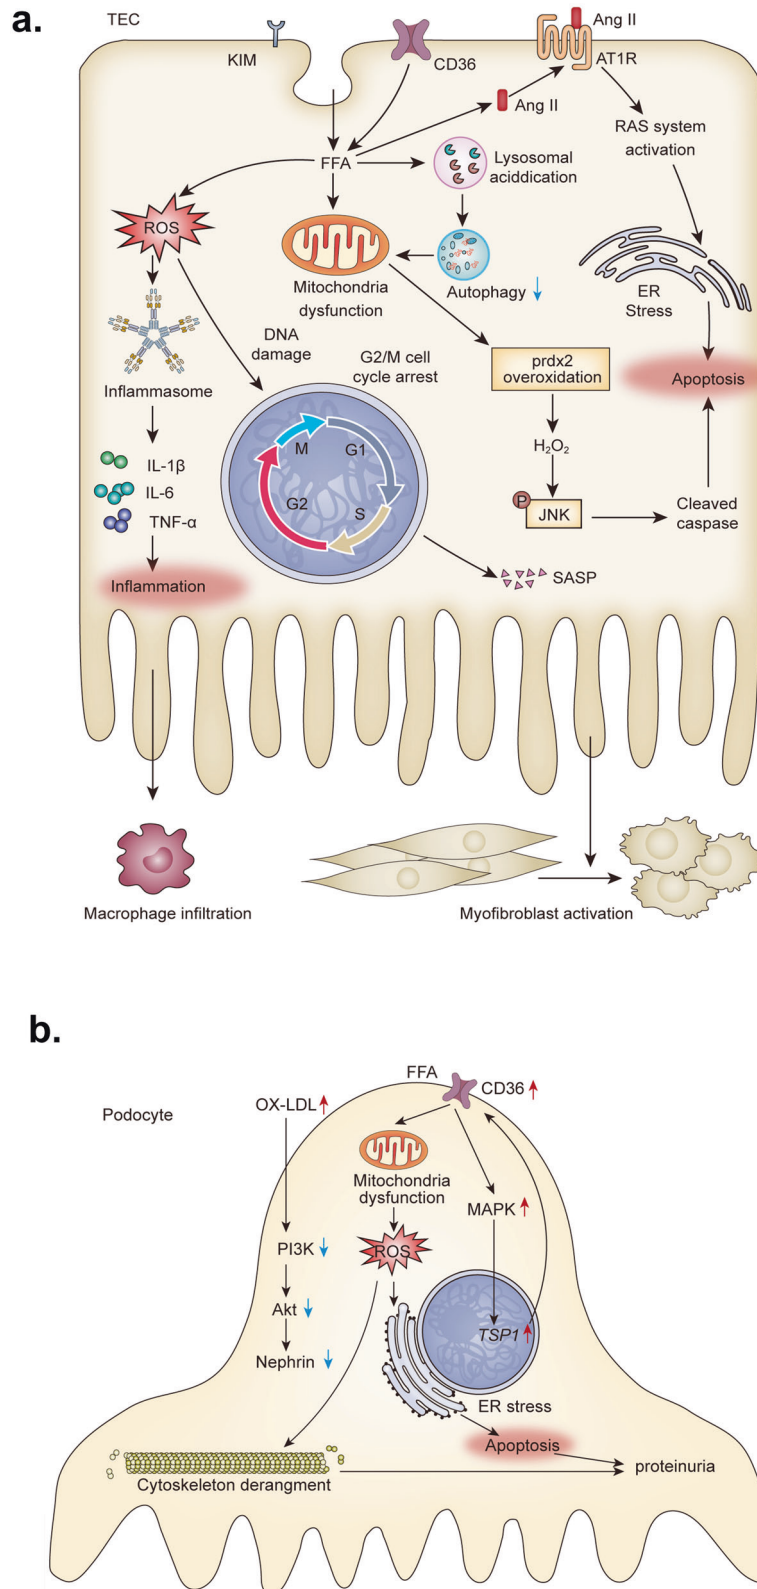 a.
TEC
KIM
CD36
Ang II
AT1R
Ang II
RAS system
activation
FFA
Lysosomal
aciddication
ROS
Mitochondria
dysfunction
Autophagy
ER
Stress
DNA
damage
G2/M cell
cycle arrest
prdx2
overoxidation
Apoptosis
Inflammasome
M
G1
G2
S
H₂O₂
IL-1β
IL-6
TNF-α
P
JNK
Cleaved
caspase
Inflammation
SASP
Macrophage infiltration
Myofibroblast activation
b.
FFA
CD36
OX-LDL
Podocyte
Mitochondria
dysfunction
MAPK
PI3K
ROS
Akt
TSP1
Nephrin
ER stress
Apoptosis
proteinuria
Cytoskeleton derangment